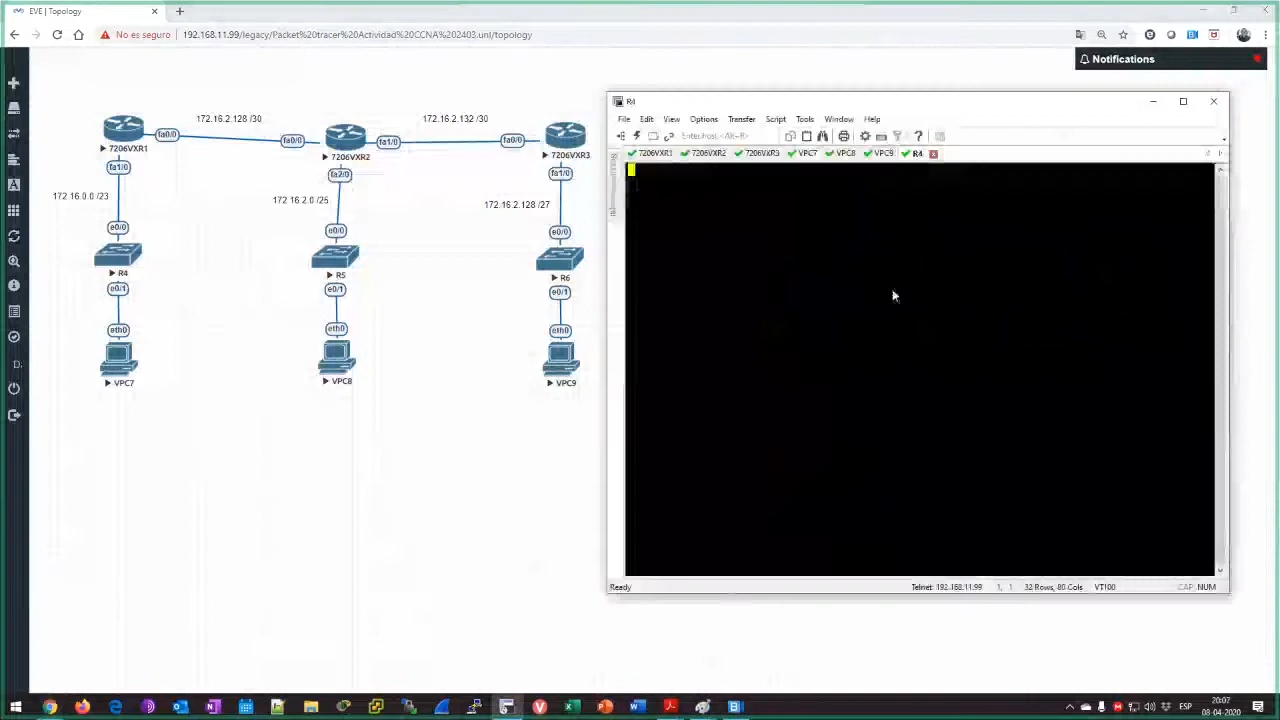 EVE | Topology
No es seguro
192.168.11.99/legacy/Packet%20tracer%20Actividad%20CCNA%202403.unl/topology
Notifications
R4
File Edit View Options Transfer Script Tools Window Help
Enter host <Alt+R>
7206VXR1 7206VXR2 7206VXR3 VPC7 VPC8 VPC9 R4
172.16.2.128 /30
172.16.2.132 /30
fa0/0
fa0/0
fa1/0
fa0/0
7206VXR1
7206VXR2
7206VXR3
fa1/0
fa2/0
fa1/0
172.16.0.0 /23
172.16.2.0 /25
172.16.2.128 /27
e0/0
e0/0
e0/0
R4
R5
R6
e0/1
e0/1
e0/1
eth0
eth0
eth0
VPC7
VPC8
VPC9
Ready
Telnet: 192.168.11.99
1, 1
32 Rows, 80 Cols
VT100
CAP NUM
ESP
20:07
08-04-2020